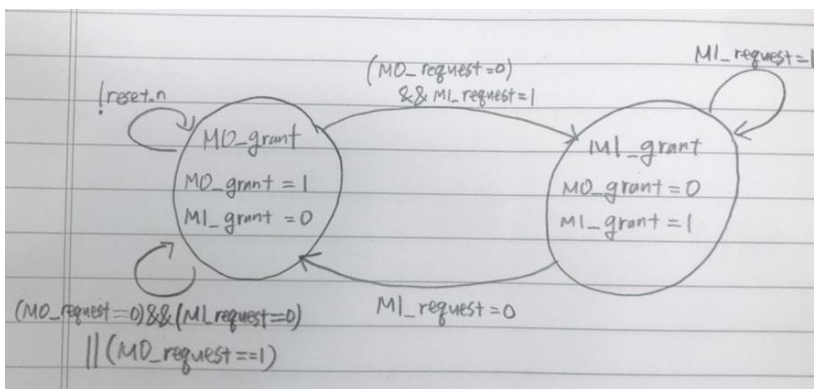 (M0_request=0)
&& M1_request=1
M1_request=1
!reset_n
M0_grant
M0_grant = 1
M1_grant = 0
M1_grant
M0_grant = 0
M1_grant = 1
(M0_request==0)&&(M1_request==0)
||(M0_request==1)
M1_request=0